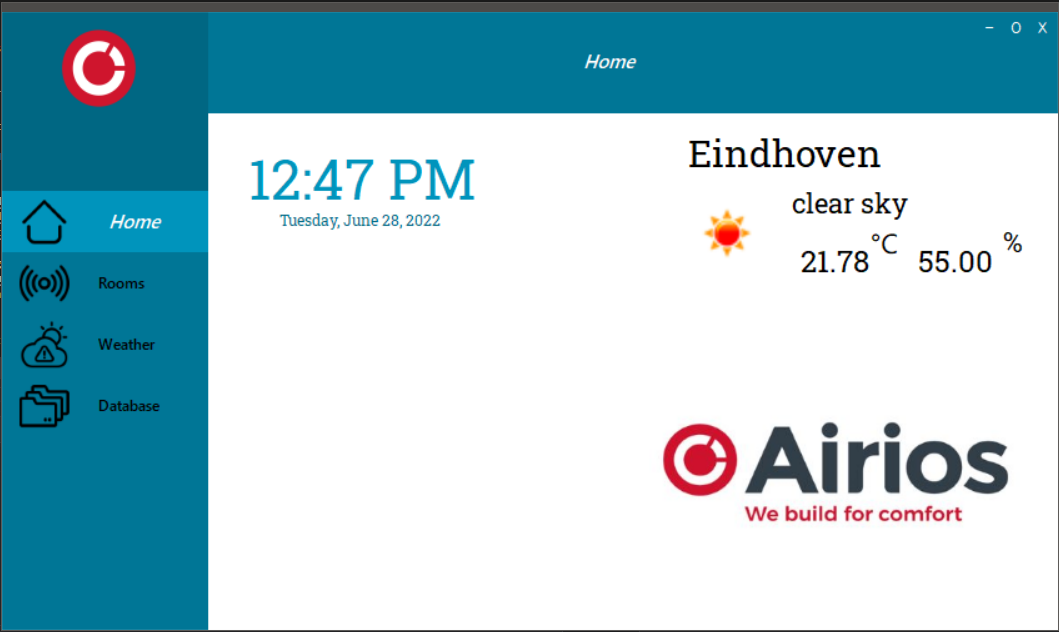 – O X
Home
Home
Rooms
Weather
Database
12:47 PM
Tuesday, June 28, 2022
Eindhoven
clear sky
21.78 °C 55.00 %
Airios
We build for comfort